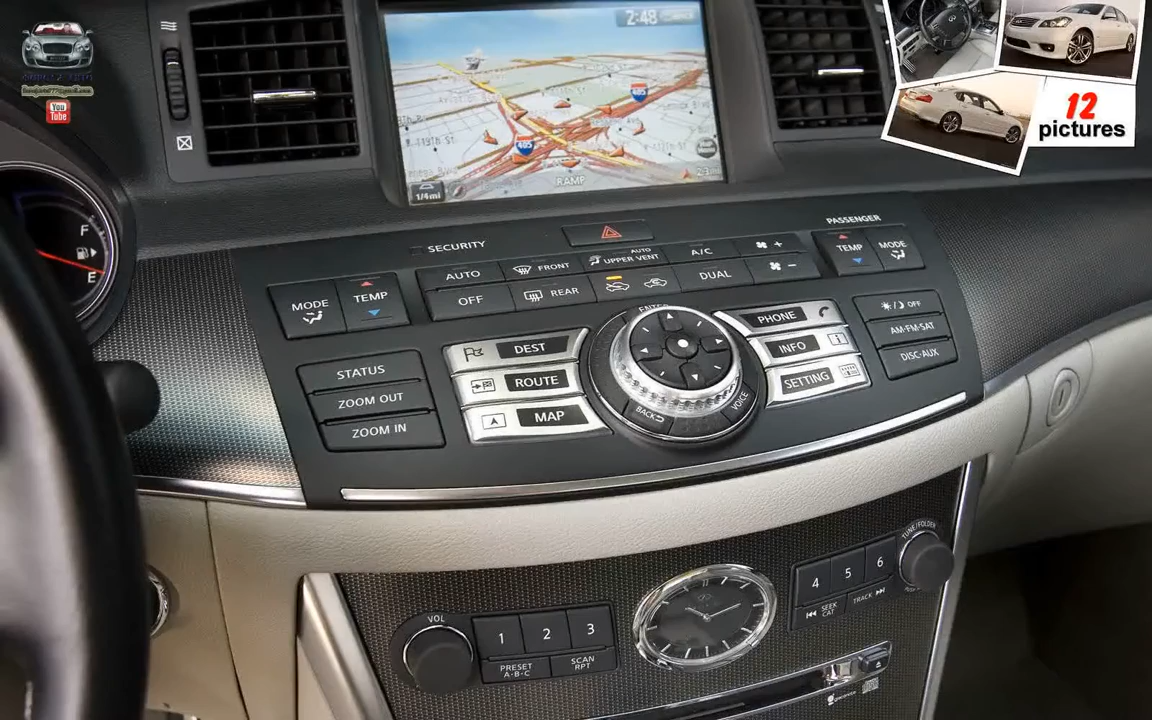 You
Tube
12
pictures
2:48
405
405
RAMP
1/4mi
F
E
SECURITY
PASSENGER
MODE
TEMP
AUTO
FRONT
AUTO
UPPER VENT
A/C
+
TEMP
MODE
OFF
REAR
DUAL
−
STATUS
ZOOM OUT
ZOOM IN
DEST
ROUTE
MAP
ENTER
BACK
VOICE
PHONE
INFO
i
SETTING
OFF
AM·FM·SAT
DISC·AUX
VOL
1
2
3
PRESET
A·B·C
SCAN
RPT
4
5
6
SEEK
CAT
TRACK
TUNE/FOLDER